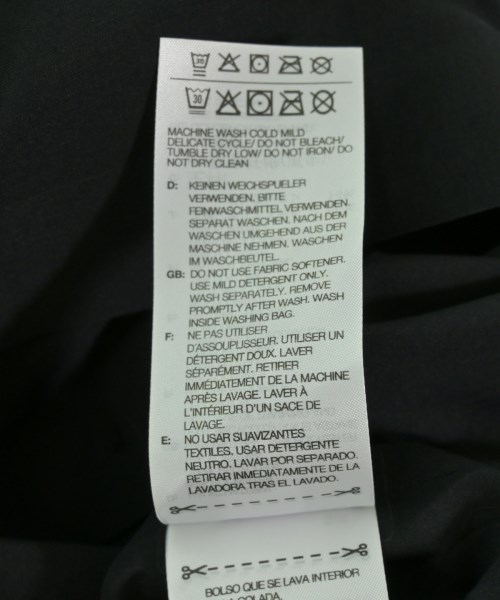 30
30
MACHINE WASH COLD MILD
DELICATE CYCLE/ DO NOT BLEACH/
TUMBLE DRY LOW/ DO NOT IRON/ DO
NOT DRY CLEAN
D: KEINEN WEICHSPUELER
VERWENDEN. BITTE
FEINWASCHMITTEL VERWENDEN.
SEPARAT WASCHEN. NACH DEM
WASCHEN UMGEHEND AUS DER
MASCHINE NEHMEN. WASCHEN
IM WASCHBEUTEL.
GB: DO NOT USE FABRIC SOFTENER.
USE MILD DETERGENT ONLY.
WASH SEPARATELY. REMOVE
PROMPTLY AFTER WASH. WASH
INSIDE WASHING BAG.
F: NE PAS UTILISER
D'ASSOUPLISSEUR. UTILISER UN
DÉTERGENT DOUX. LAVER
SÉPARÉMENT. RETIRER
IMMÉDIATEMENT DE LA MACHINE
APRÈS LAVAGE. LAVER À
L'INTÉRIEUR D'UN SACE DE
LAVAGE.
E: NO USAR SUAVIZANTES
TEXTILES. USAR DETERGENTE
NEUTRO. LAVAR POR SEPARADO.
RETIRAR INMEDIATAMENTE DE LA
LAVADORA TRAS EL LAVADO.
BOLSO QUE SE LAVA INTERIOR